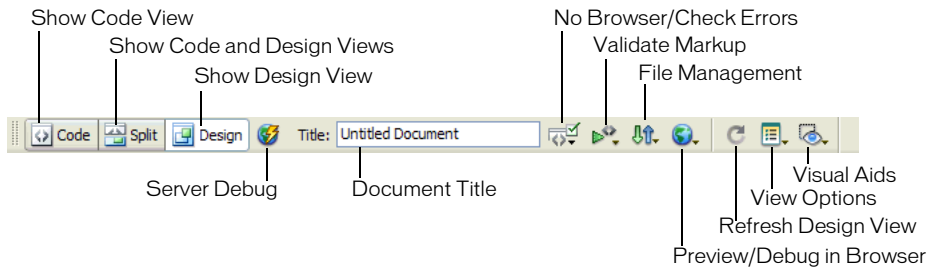 Show Code View
No Browser/Check Errors
Show Code and Design Views
Validate Markup
Show Design View
File Management
Code Split Design Title: Untitled Document
Server Debug
Document Title
Visual Aids
View Options
Refresh Design View
Preview/Debug in Browser